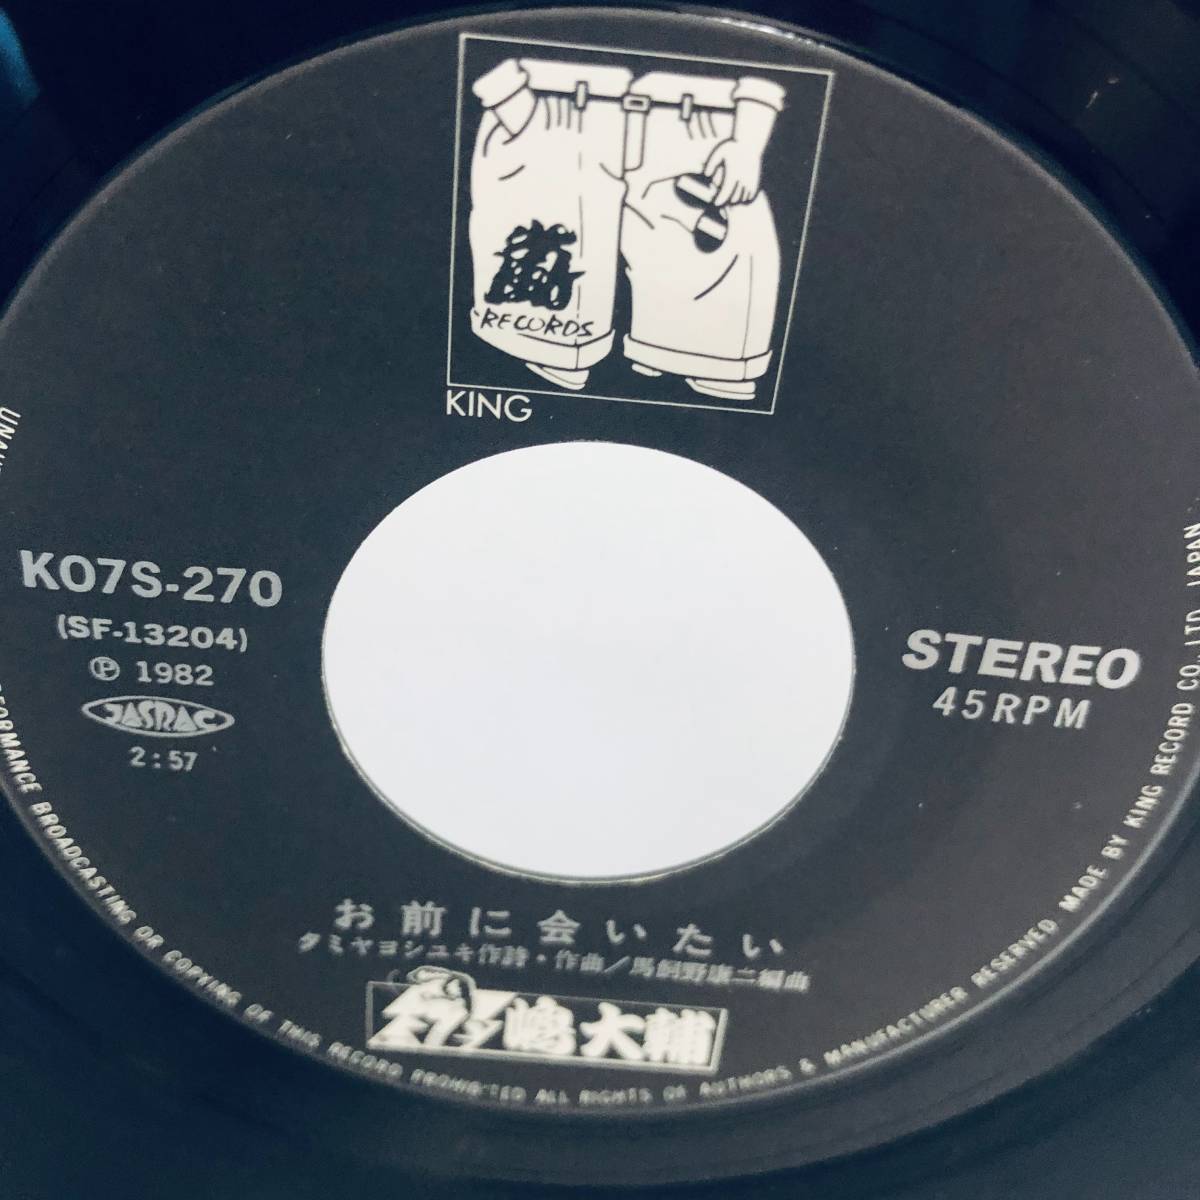 嵐
RECORDS
KING
K07S-270
(SF-13204)
Ⓟ 1982
JASRAC
2:57
STEREO
45RPM
お前に会いたい
タミヤヨシユキ作詩・作曲/馬飼野康二編曲
嶋大輔
BROADCASTING OR COPYING OF THIS RECORD PROHIBITED ALL RIGHTS OF AUTHORS & MANUFACTURER RESERVED MADE BY KING RECORD CO., LTD. JAPAN